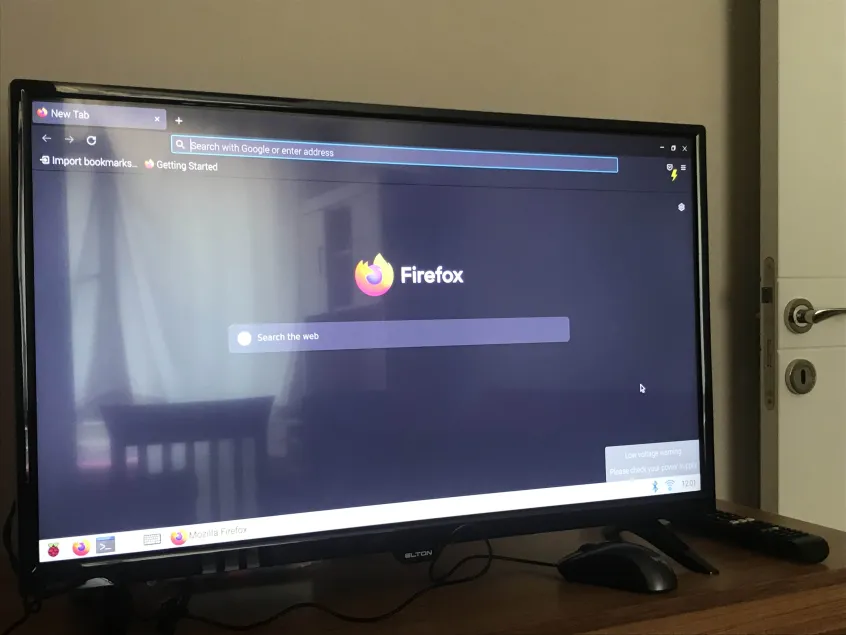 New Tab
Search with Google or enter address
Import bookmarks...
Getting Started
Firefox
Search the web
Low voltage warning
Please check your power supply
12:01
Mozilla Firefox
ELTON